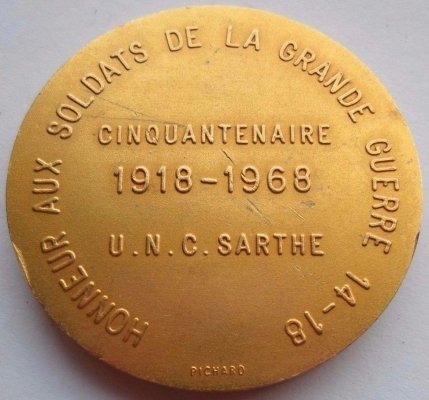 HONNEUR AUX SOLDATS DE LA GRANDE GUERRE 14-18
CINQUANTENAIRE
1918-1968
U.N.C. SARTHE
PICHARD